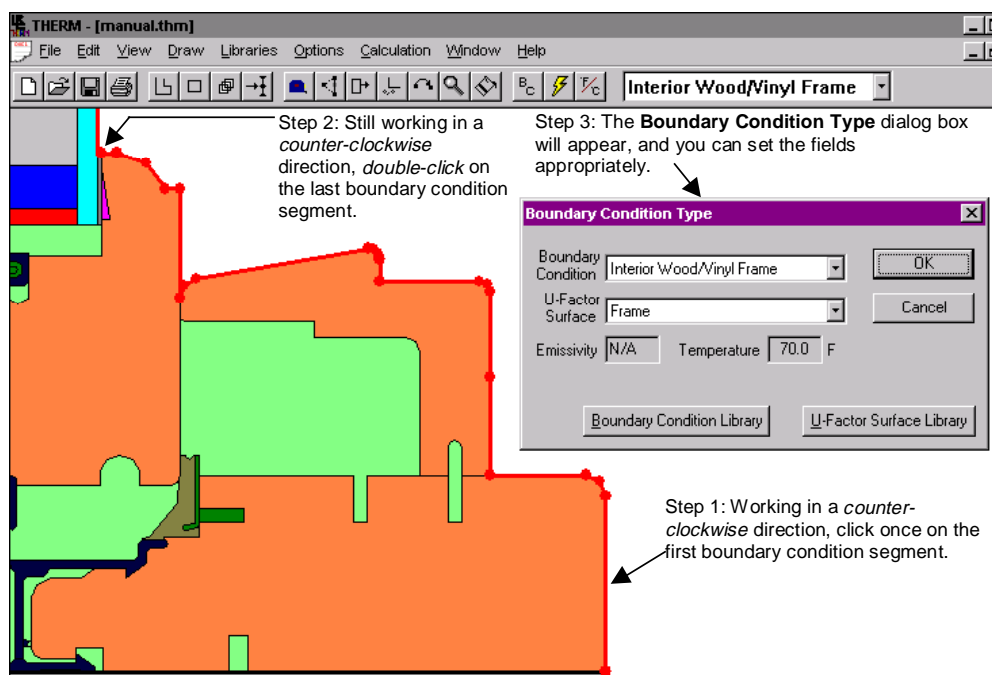 THERM - [manual.thm]
File Edit View Draw Libraries Options Calculation Window Help
BC °F/C Interior Wood/Vinyl Frame
Step 2: Still working in a
counter-clockwise
direction, double-click on
the last boundary condition
segment.
Step 3: The Boundary Condition Type dialog box
will appear, and you can set the fields
appropriately.
Boundary Condition Type
Boundary
Condition
Interior Wood/Vinyl Frame
OK
U-Factor
Surface
Frame
Cancel
Emissivity N/A Temperature 70.0 F
Boundary Condition Library U-Factor Surface Library
Step 1: Working in a counter-
clockwise direction, click once on the
first boundary condition segment.